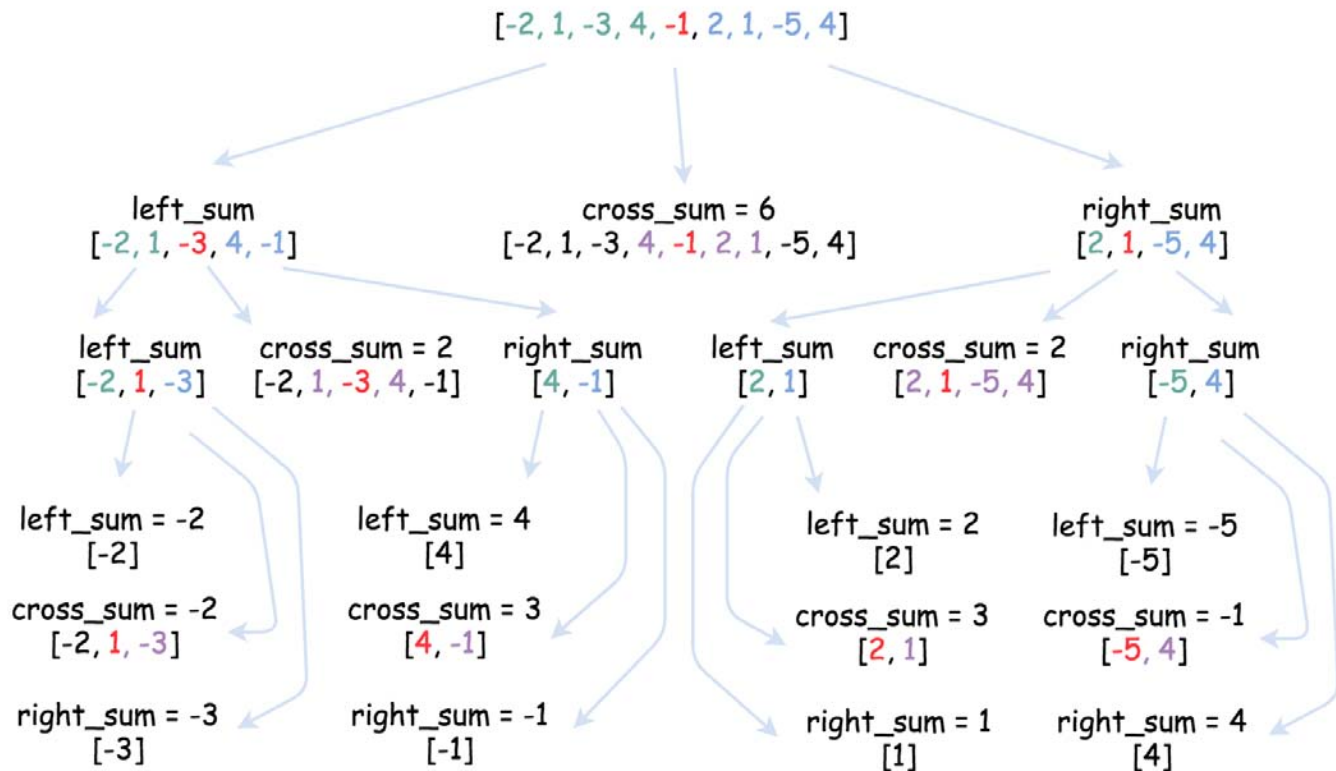 [-2, 1, -3, 4, -1, 2, 1, -5, 4]
left_sum
[-2, 1, -3, 4, -1]
cross_sum = 6
[-2, 1, -3, 4, -1, 2, 1, -5, 4]
right_sum
[2, 1, -5, 4]
left_sum
[-2, 1, -3]
cross_sum = 2
[-2, 1, -3, 4, -1]
right_sum
[4, -1]
left_sum
[2, 1]
cross_sum = 2
[2, 1, -5, 4]
right_sum
[-5, 4]
left_sum = -2
[-2]
cross_sum = -2
[-2, 1, -3]
right_sum = -3
[-3]
left_sum = 4
[4]
cross_sum = 3
[4, -1]
right_sum = -1
[-1]
left_sum = 2
[2]
cross_sum = 3
[2, 1]
right_sum = 1
[1]
left_sum = -5
[-5]
cross_sum = -1
[-5, 4]
right_sum = 4
[4]